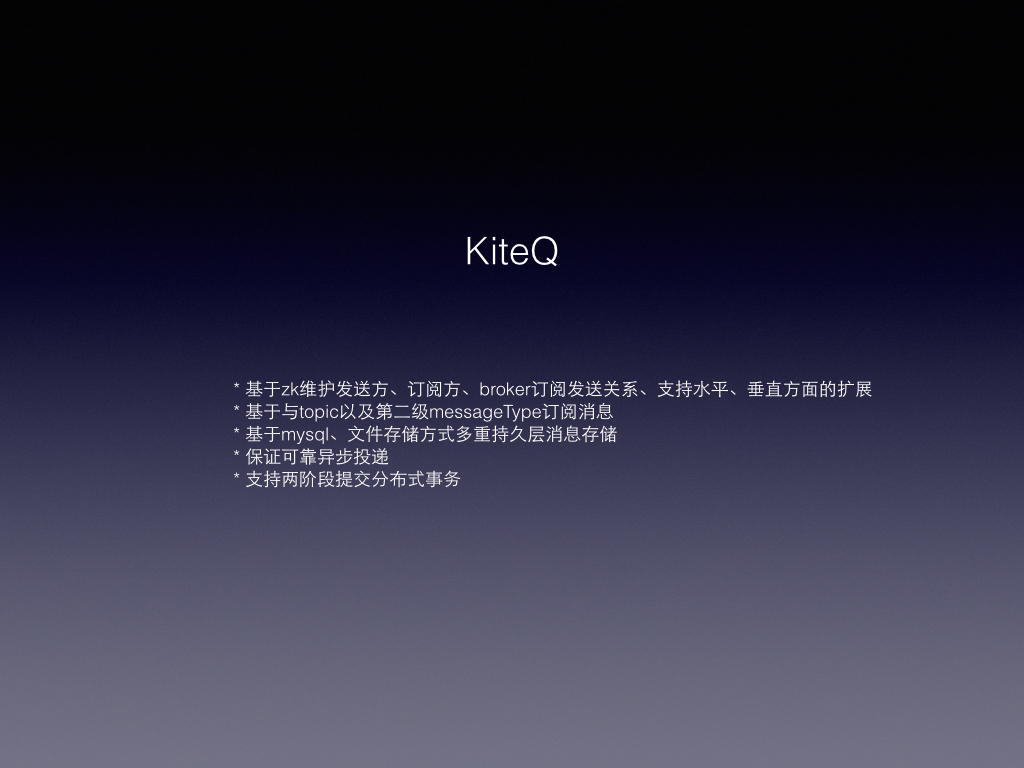 KiteQ
* 基于zk维护发送方、订阅方、broker订阅发送关系、支持水平、垂直方面的扩展
* 基于与topic以及第二级messageType订阅消息
* 基于mysql、文件存储方式多重持久层消息存储
* 保证可靠异步投递
* 支持两阶段提交分布式事务